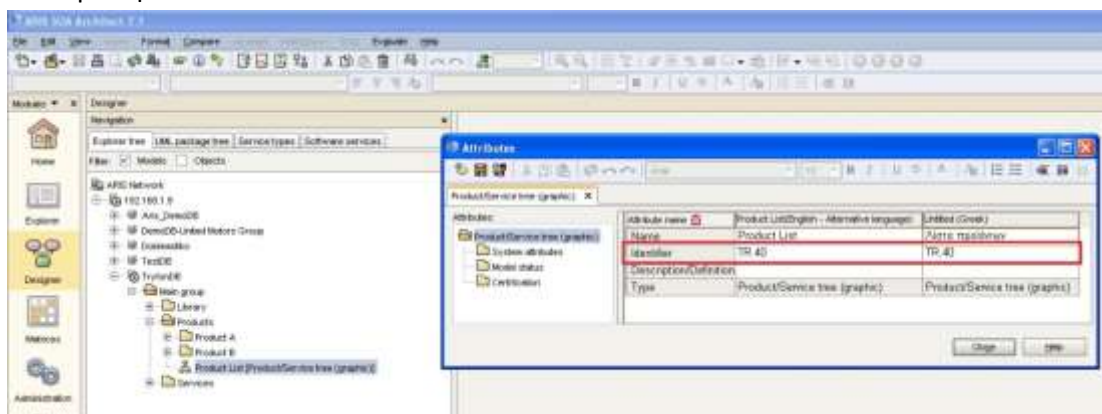 ARIS SOA Architect 7.1
File Edit View Format Compare Evaluate Help
Modules
Designer
Navigation
Explorer tree UML package tree Service types Software services
Filter: Models Objects
Home
Explorer
Designer
Matrices
Administration
ARIS Network
192.168.1.9
Aris_DemoDB
DemoDB-United Motors Group
TestDB
Main group
Library
Products
Product A
Product B
Product List [Product/Service tree (graphic)]
Services
Attributes
Product/Service tree (graphic)
Attributes:
Product/Service tree (graphic)
System attributes
Model status
Certification
Attribute name Product List(English - Alternative language) Untitled (Greek)
Name Product List Λίστα προϊόντων
Identifier TR.40 TR.40
Description/Definition
Type Product/Service tree (graphic) Product/Service tree (graphic)
Close Help